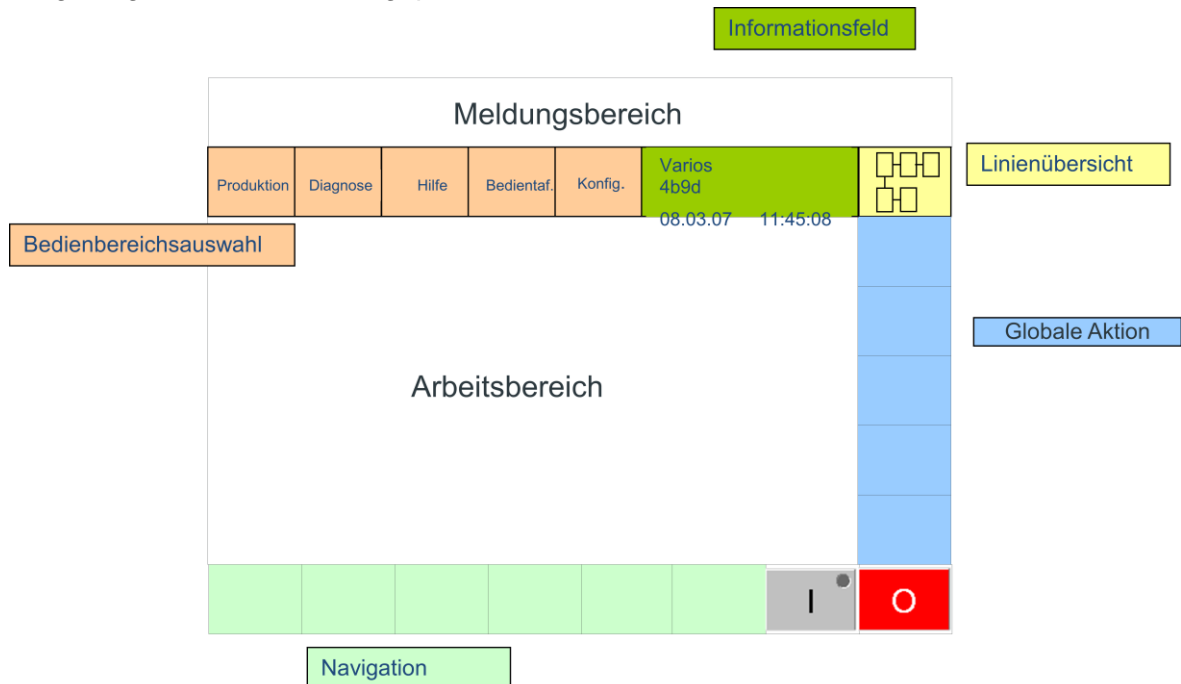 Informationsfeld
Meldungsbereich
Produktion
Diagnose
Hilfe
Bedientaf.
Konfig.
Varios
4b9d
08.03.07 11:45:08
Linienübersicht
Bedienbereichsauswahl
Globale Aktion
Arbeitsbereich
I
O
Navigation